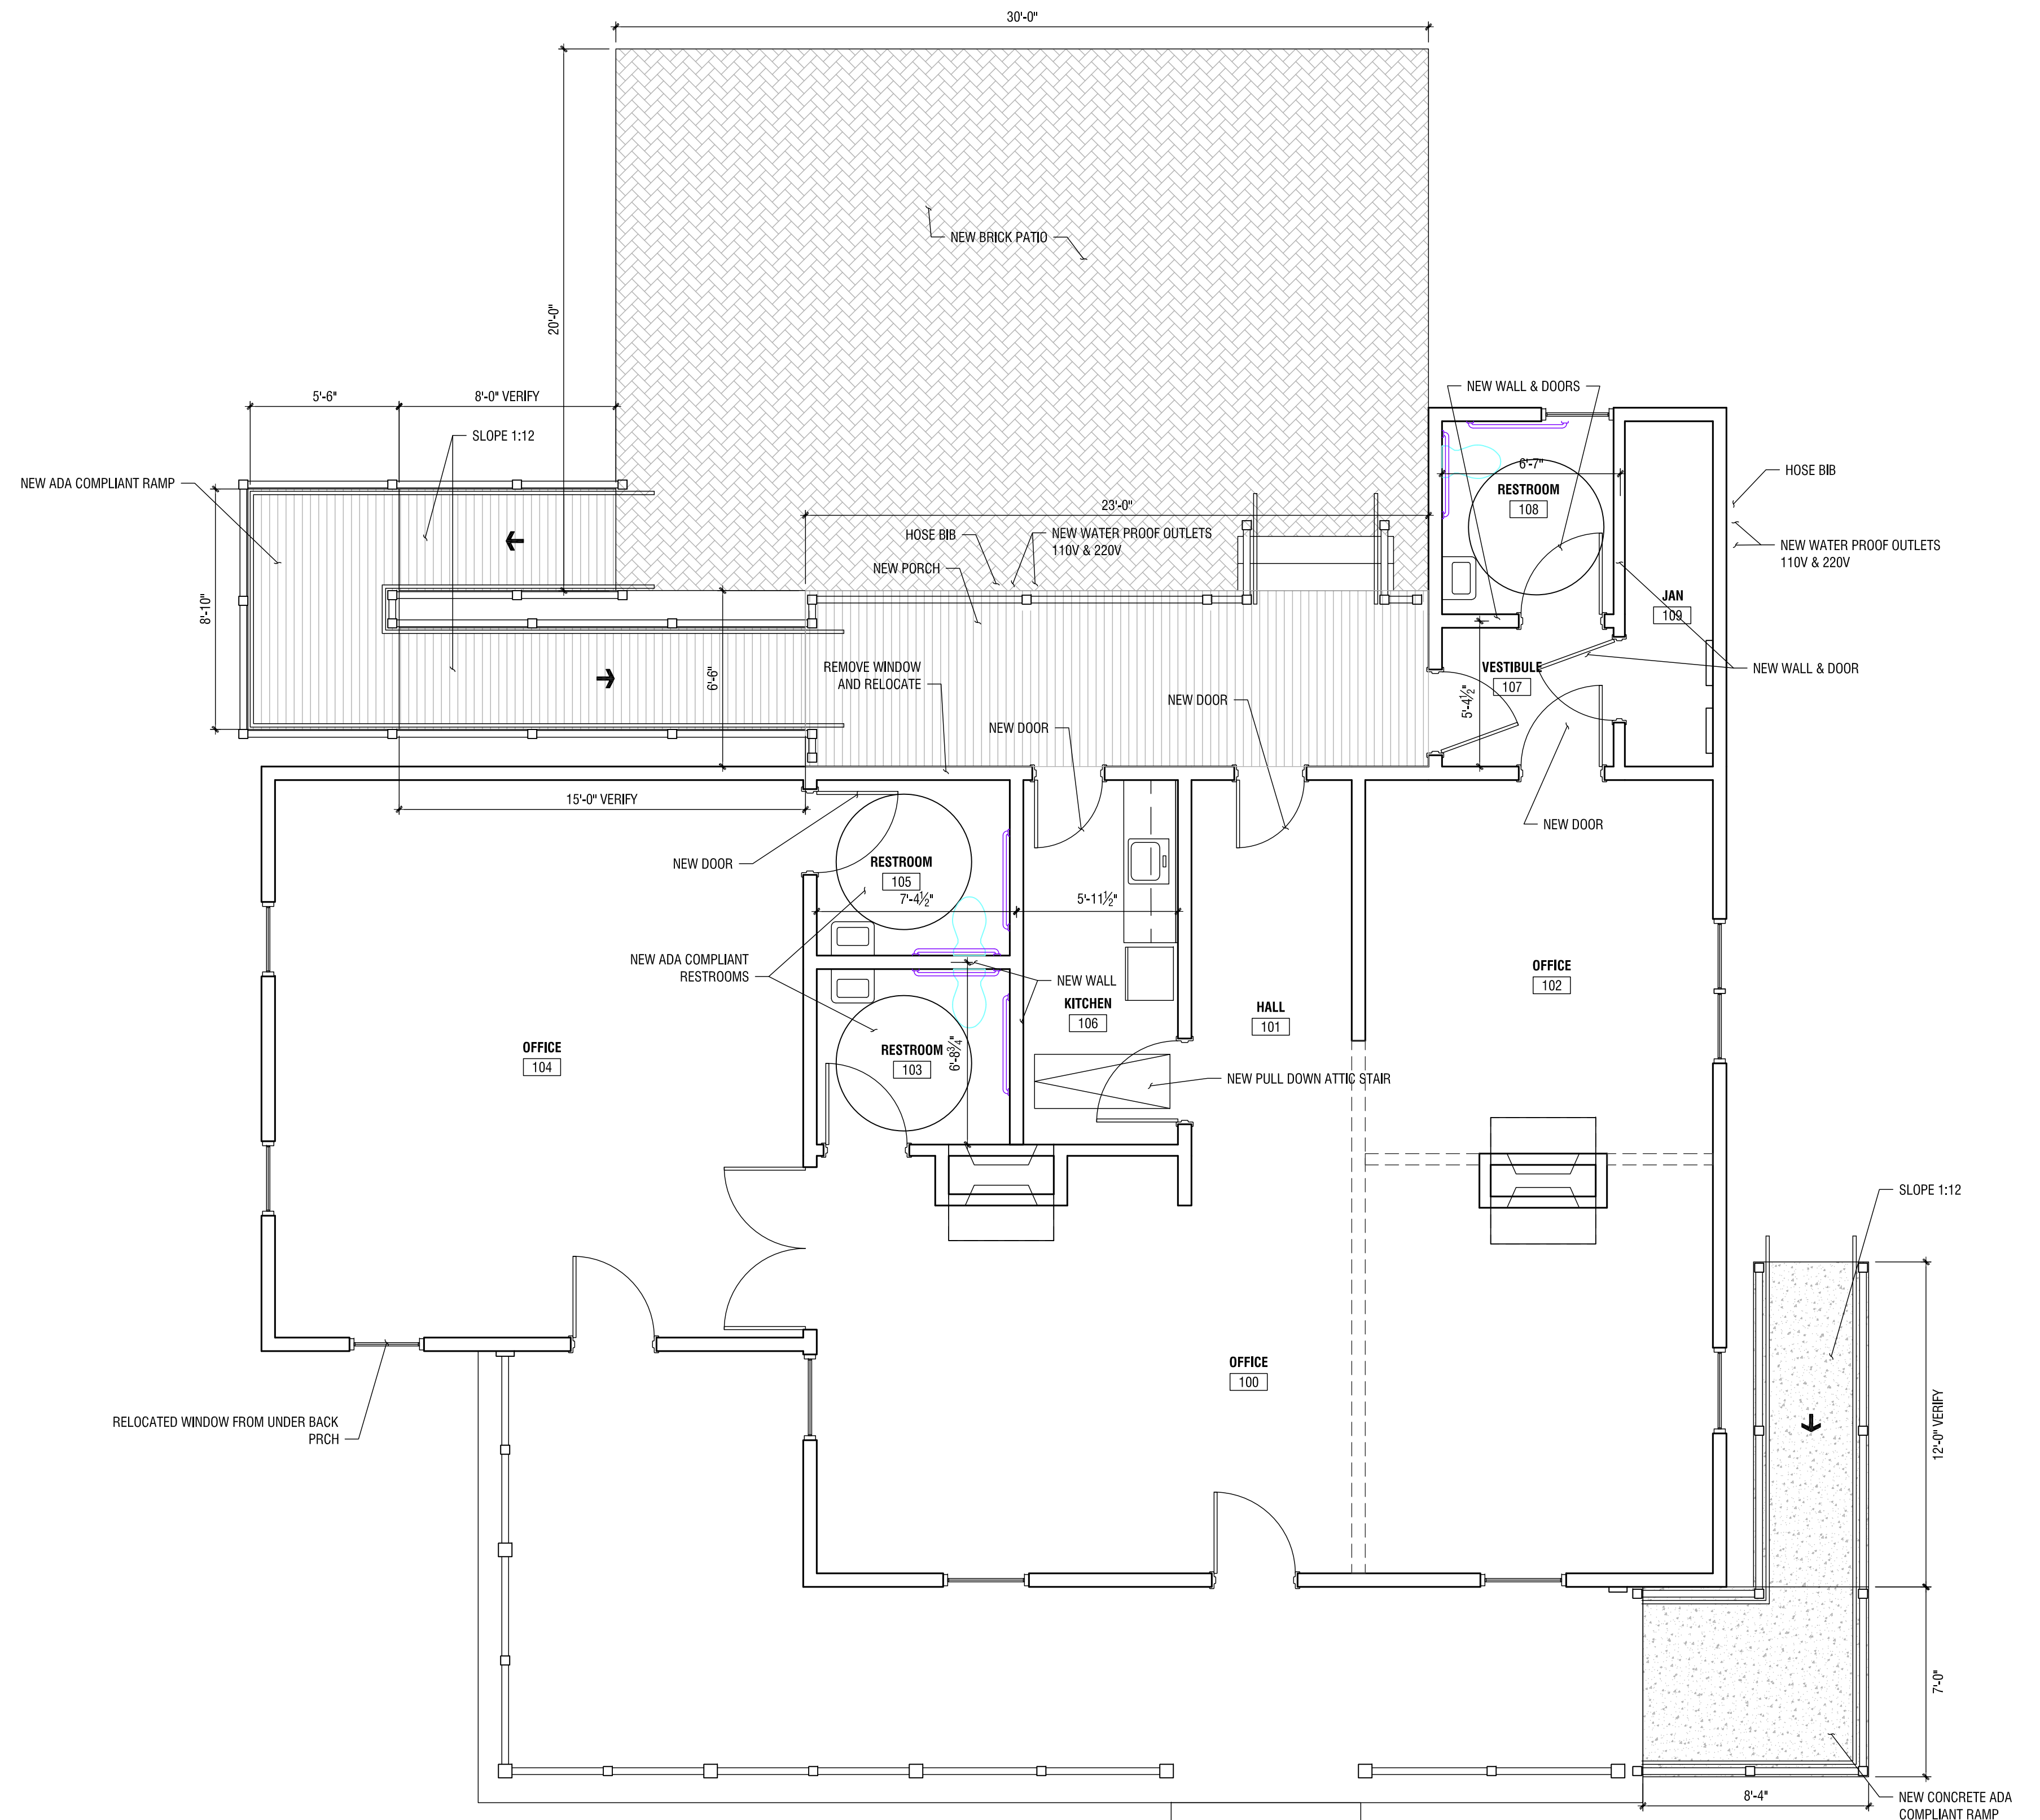 30'-0"
20'-0"
NEW BRICK PATIO
5'-6"
8'-0" VERIFY
SLOPE 1:12
NEW ADA COMPLIANT RAMP
8'-10"
NEW WALL & DOORS
6'-7"
RESTROOM
108
HOSE BIB
NEW WATER PROOF OUTLETS
110V & 220V
23'-0"
HOSE BIB
NEW WATER PROOF OUTLETS
110V & 220V
NEW PORCH
JAN
109
6'-6"
REMOVE WINDOW
AND RELOCATE
VESTIBULE
107
5'-4½"
NEW WALL & DOOR
NEW DOOR
NEW DOOR
15'-0" VERIFY
NEW DOOR
NEW DOOR
RESTROOM
105
7'-4½"
5'-11½"
NEW ADA COMPLIANT
RESTROOMS
NEW WALL
KITCHEN
106
HALL
101
OFFICE
102
OFFICE
104
RESTROOM
103
6'-8¾"
NEW PULL DOWN ATTIC STAIR
SLOPE 1:12
OFFICE
100
12'-0" VERIFY
RELOCATED WINDOW FROM UNDER BACK
PRCH
7'-0"
8'-4"
NEW CONCRETE ADA
COMPLIANT RAMP